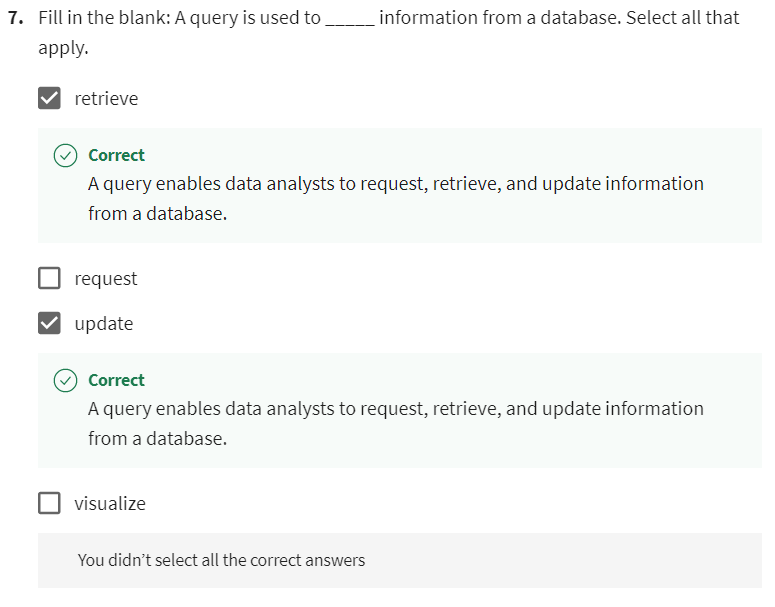 7. Fill in the blank: A query is used to _____ information from a database. Select all that
apply.
retrieve
Correct
A query enables data analysts to request, retrieve, and update information
from a database.
request
update
Correct
A query enables data analysts to request, retrieve, and update information
from a database.
visualize
You didn’t select all the correct answers